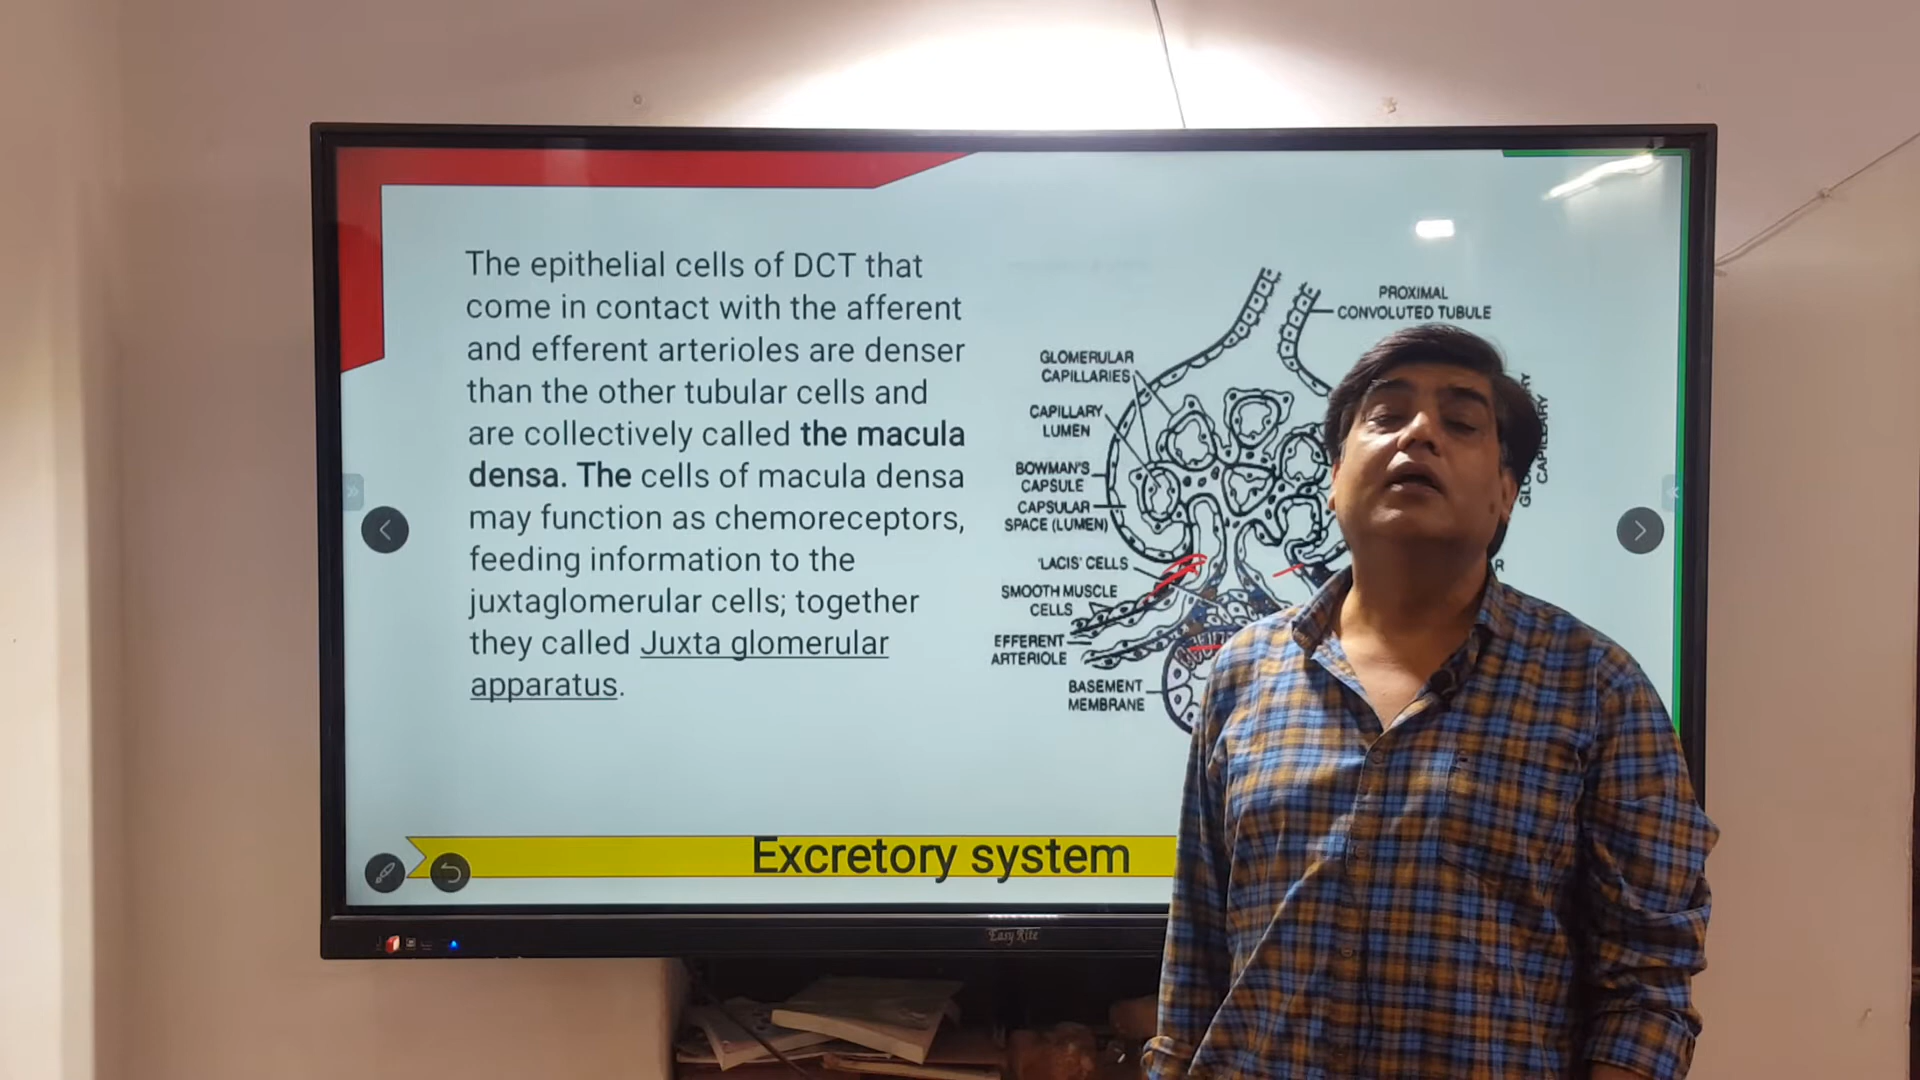 The epithelial cells of DCT that
come in contact with the afferent
and efferent arterioles are denser
than the other tubular cells and
are collectively called the macula
densa. The cells of macula densa
may function as chemoreceptors,
feeding information to the
juxtaglomerular cells; together
they called Juxta glomerular
apparatus.
PROXIMAL
CONVOLUTED TUBULE
GLOMERULAR
CAPILLARIES
CAPILLARY
LUMEN
BOWMAN'S
CAPSULE
CAPSULAR
SPACE (LUMEN)
'LACIS' CELLS
SMOOTH MUSCLE
CELLS
EFFERENT
ARTERIOLE
BASEMENT
MEMBRANE
CAPILLARY
Excretory system
Easy Rite